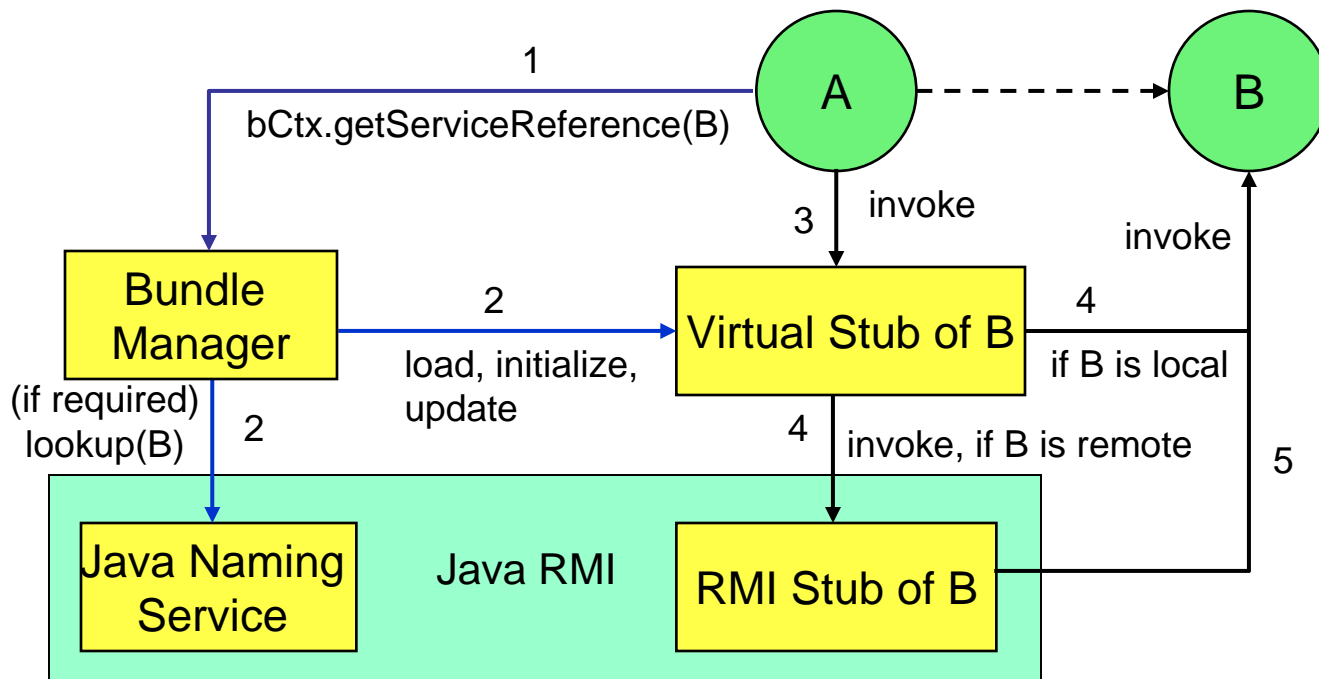 1
A
B
bCtx.getServiceReference(B)
3
invoke
invoke
Bundle
Manager
2
Virtual Stub of B
4
load, initialize,
update
if B is local
(if required)
lookup(B)
2
4
invoke, if B is remote
5
Java Naming
Service
Java RMI
RMI Stub of B